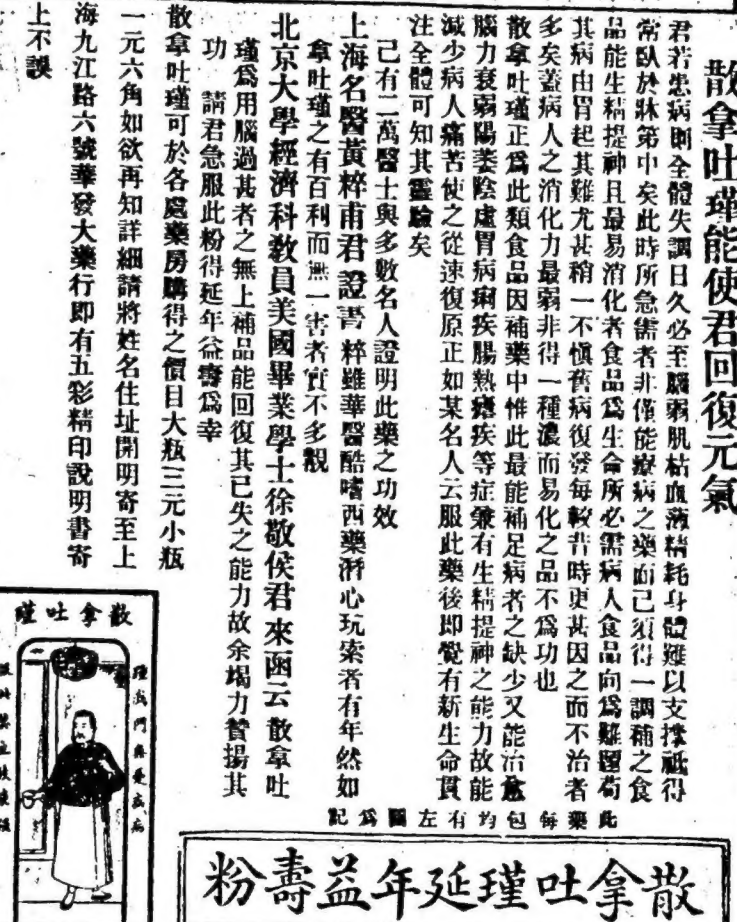 散拿吐瑾能使君回復元氣
君若患病則全體失調日久必至腦弱肌枯血薄精耗身體難以支撐祗得
常臥於牀第中矣此時所急需者非僅能療病之藥而已須得一調補之食
品能生精提神且最易消化者食品爲生命所必需病人食品向爲難覓苟
其病由胃起其難尤甚稍一不愼舊病復發每較昔時更甚因之而不治者
多矣蓋病人之消化力最弱非得一種濃而易化之品不爲功也
散拿吐瑾正爲此類食品因補藥中惟此最能補足病者之缺少又能治愈
腦力衰弱陽萎陰虛胃病痢疾腸熱瘧疾等症兼有生精提神之能力故能
減少病人痛苦使之從速復原正如某名人云服此藥後即覺有新生命貫
注全體可知其靈驗矣
己有二萬醫士與多數名人證明此藥之功效
上海名醫黃粹甫君證書 粹雖華醫酷嗜西藥潛心玩索者有年然如
拿吐瑾之有百利而無一害者實不多覯
北京大學經濟科敎員美國畢業學士徐敬侯君來函云 散拿吐
瑾爲用腦過甚者之無上補品能回復其已失之能力故余竭力贊揚其
功 請君急服此粉得延年益壽爲幸
散拿吐瑾可於各處藥房購得之價目大瓶三元小瓶
一元六角如欲再知詳細請將姓名住址開明寄至上
海九江路六號華發大藥行即有五彩精印說明書寄
上不誤
此藥每包均有左圖爲記
散拿吐瑾
散拿吐瑾延年益壽粉